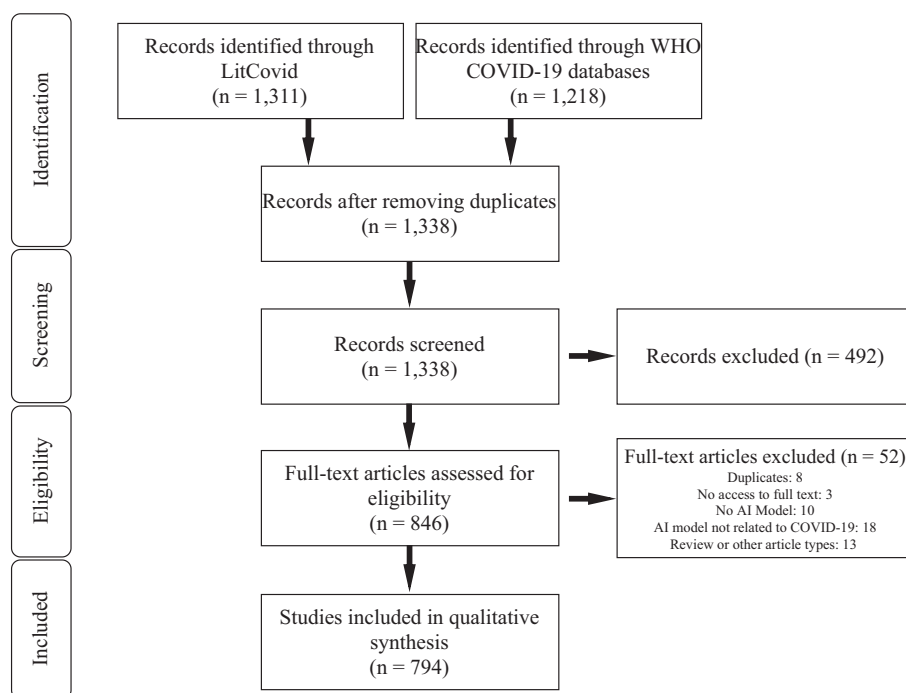 Identification
Records identified through
LitCovid
(n = 1,311)
Records identified through WHO
COVID-19 databases
(n = 1,218)
Records after removing duplicates
(n = 1,338)
Screening
Records screened
(n = 1,338)
Records excluded (n = 492)
Eligibility
Full-text articles assessed for
eligibility
(n = 846)
Full-text articles excluded (n = 52)
Duplicates: 8
No access to full text: 3
No AI Model: 10
AI model not related to COVID-19: 18
Review or other article types: 13
Included
Studies included in qualitative
synthesis
(n = 794)